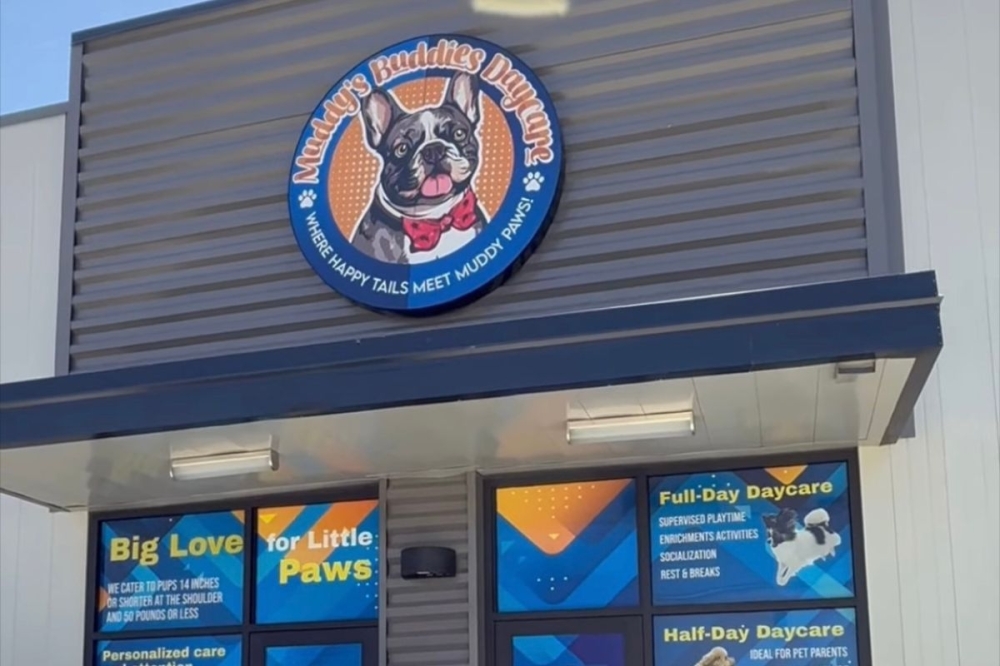 Muddy's Buddies Daycare
WHERE HAPPY TAILS MEET MUDDY PAWS!
Big Love
for Little
Paws
WE CATER TO PUPS 14 INCHES
OR SHORTER AT THE SHOULDER
AND 50 POUNDS OR LESS
Personalized care
Full-Day Daycare
SUPERVISED PLAYTIME
ENRICHMENTS ACTIVITIES
SOCIALIZATION
REST & BREAKS
Half-Day Daycare
IDEAL FOR PET PARENTS